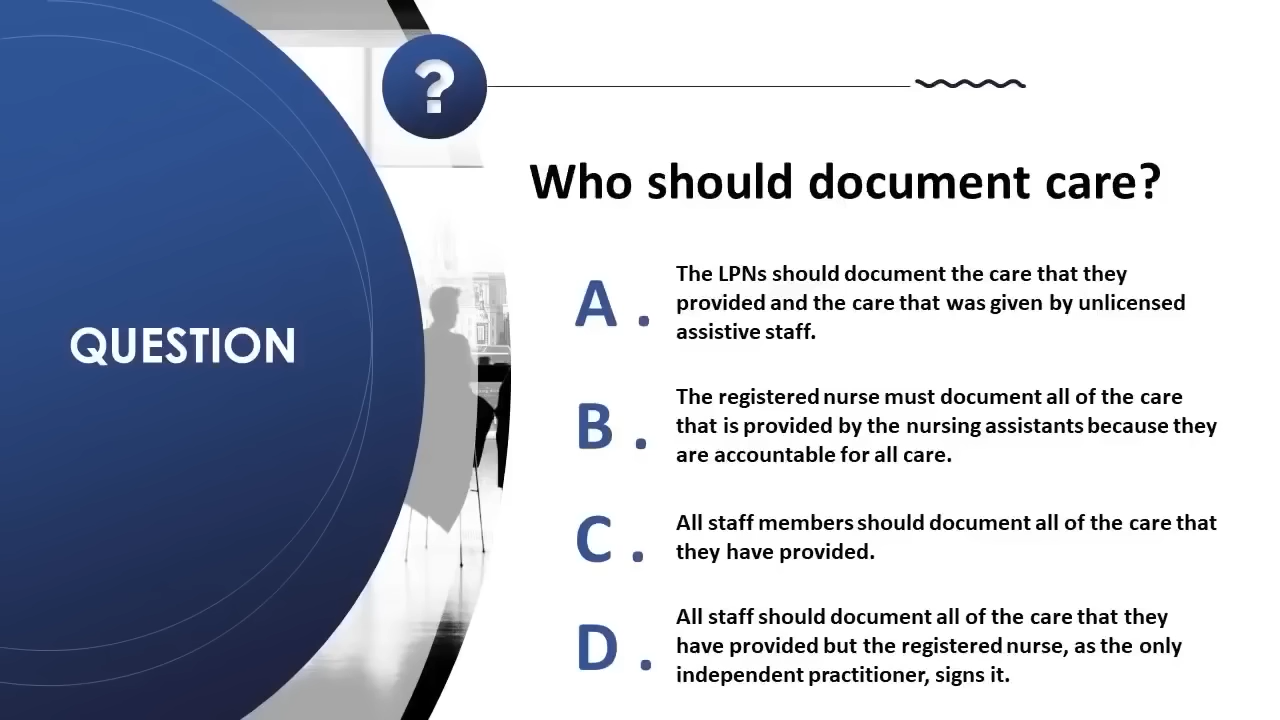 ?
QUESTION
Who should document care?
A .
The LPNs should document the care that they
provided and the care that was given by unlicensed
assistive staff.
B .
The registered nurse must document all of the care
that is provided by the nursing assistants because they
are accountable for all care.
C .
All staff members should document all of the care that
they have provided.
D .
All staff should document all of the care that they
have provided but the registered nurse, as the only
independent practitioner, signs it.